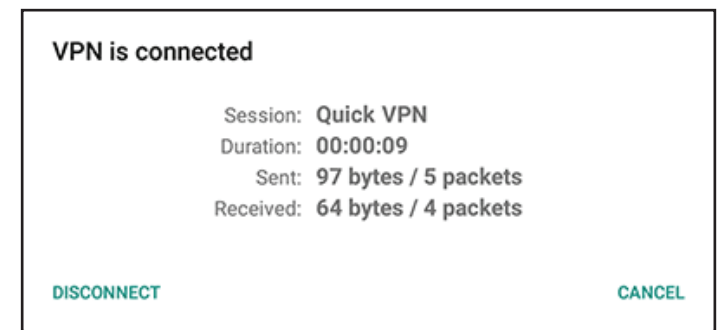 VPN is connected
Session: Quick VPN
Duration: 00:00:09
Sent: 97 bytes / 5 packets
Received: 64 bytes / 4 packets
DISCONNECT CANCEL